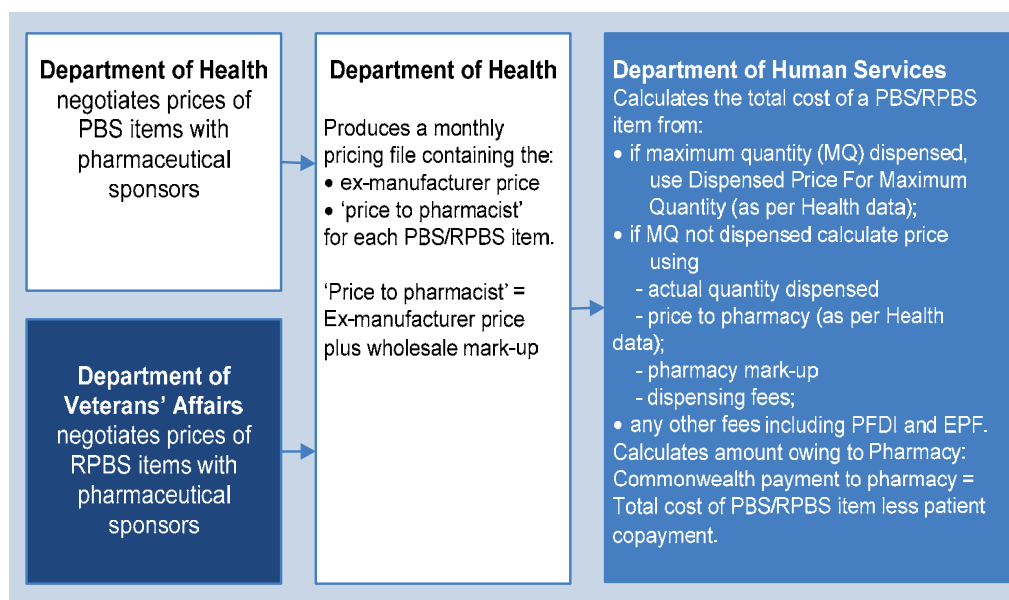 Department of Health
negotiates prices of
PBS items with
pharmaceutical
sponsors
Department of
Veterans’ Affairs
negotiates prices of
RPBS items with
pharmaceutical
sponsors
Department of Health
Produces a monthly
pricing file containing the:
• ex-manufacturer price
• ‘price to pharmacist’
for each PBS/RPBS item.
‘Price to pharmacist’ =
Ex-manufacturer price
plus wholesale mark-up
Department of Human Services
Calculates the total cost of a PBS/RPBS
item from:
• if maximum quantity (MQ) dispensed,
use Dispensed Price For Maximum
Quantity (as per Health data);
• if MQ not dispensed calculate price
using
- actual quantity dispensed
- price to pharmacy (as per Health
data);
- pharmacy mark-up
- dispensing fees;
• any other fees including PFDI and EPF.
Calculates amount owing to Pharmacy:
Commonwealth payment to pharmacy =
Total cost of PBS/RPBS item less patient
copayment.